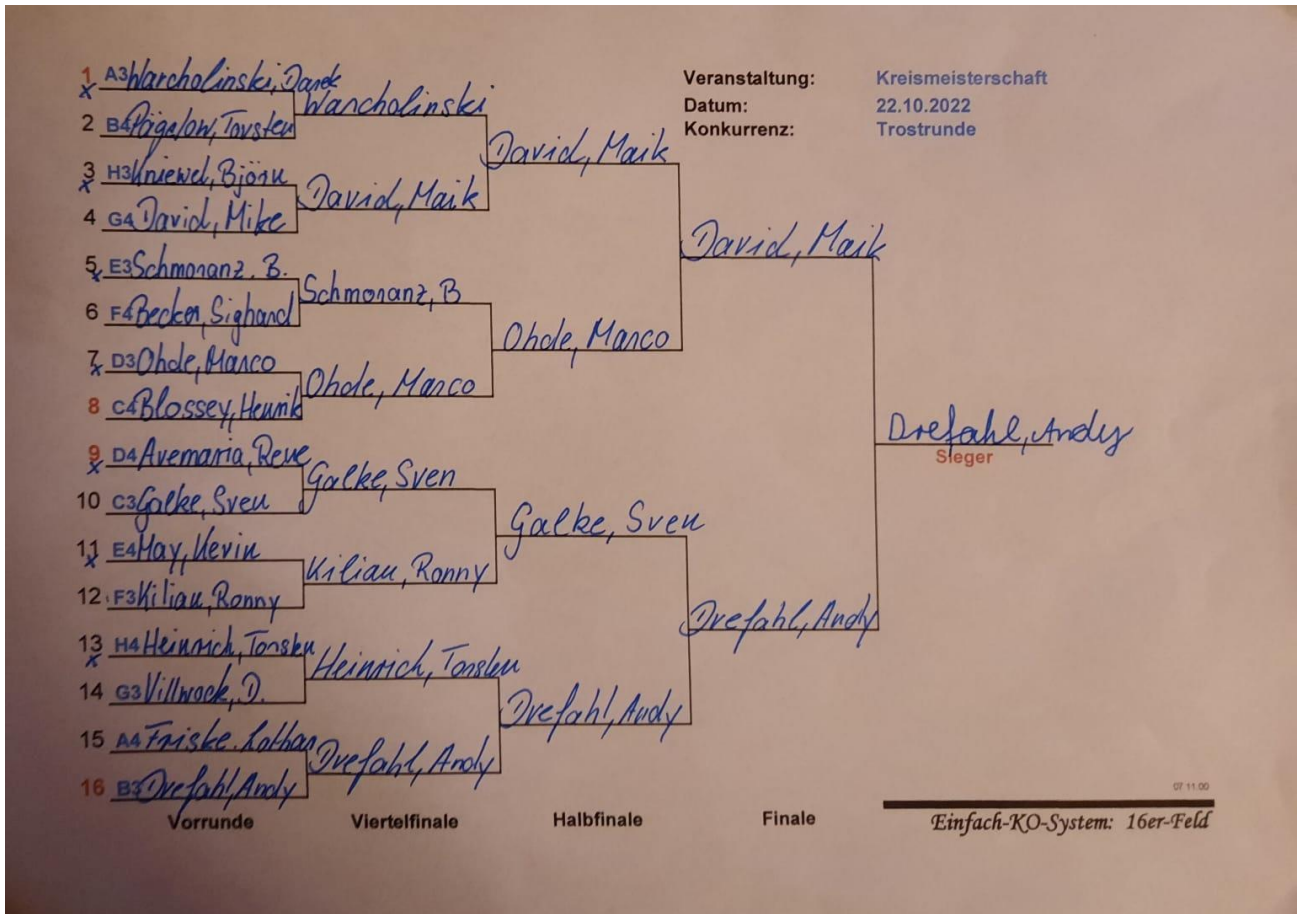 Veranstaltung: Kreismeisterschaft
Datum: 22.10.2022
Konkurrenz: Trostrunde
1 x A3 Warcholinski, Darek
2 B4 Pägelow, Torsten
3 x H3 Kniewel, Björn
4 G4 David, Mike
5 x E3 Schmoranz, B.
6 F4 Becker, Sighard
7 x D3 Ohde, Marco
8 C4 Blossey, Henrik
9 x D4 Avemaria, Rene
10 C3 Galke, Sven
11 x E4 May, Kevin
12 F3 Kilian, Ronny
13 x H4 Heinrich, Torsten
14 G3 Villwock, D.
15 A4 Friske, Lothar
16 B3 Drefahl, Andy
Warcholinski
David, Maik
Schmoranz, B
Ohde, Marco
Galke, Sven
Kilian, Ronny
Heinrich, Torsten
Drefahl, Andy
David, Maik
Ohde, Marco
Galke, Sven
Drefahl, Andy
David, Maik
Drefahl, Andy
Drefahl, Andy
Sieger
Vorrunde Viertelfinale Halbfinale Finale
07 11.00
Einfach-KO-System: 16er-Feld